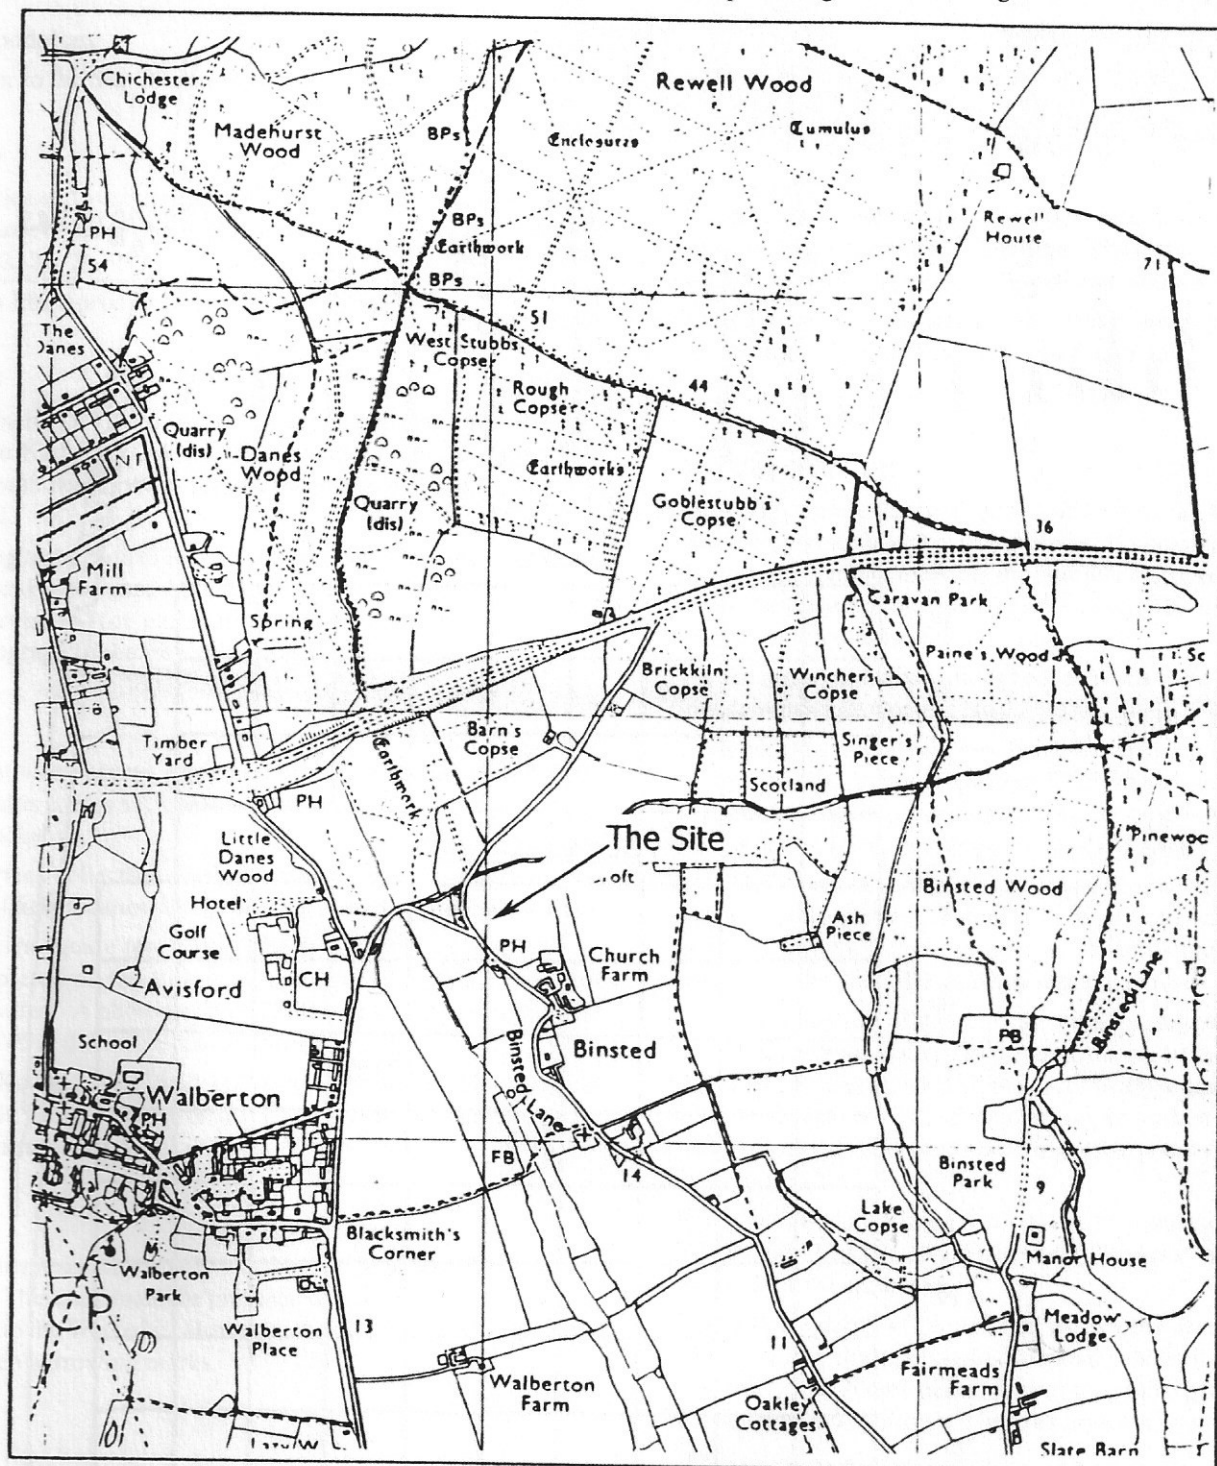 Rewell Wood
Chichester
Lodge
Madehurst
Wood
BPs
Enclosures
Tumulus
BPs
Earthwork
Rewell
House
PH
54
BPs
71
51
The
Danes
West Stubbs
Copse
44
Rough
Copse
Quarry
(dis)
Danes
Wood
Earthworks
Quarry
(dis)
Goblestubb's
Copse
36
Mill
Farm
Caravan Park
Spring
Paine's Wood
Brickkiln
Copse
Winchers
Copse
Timber
Yard
Barn's
Copse
Singer's
Piece
Earthwork
Scotland
PH
The Site
Little
Danes
Wood
Binsted Wood
Hotel
Ash
Piece
Golf
Course
PH
Church
Farm
CH
Avisford
Binsted Lane
School
Binsted
PB
Walberton
PH
Binsted Lane
FB
14
Binsted
Park
9
Lake
Copse
Blacksmith's
Corner
Manor House
Walberton
Park
CP
Walberton
Place
13
Meadow
Lodge
11
Walberton
Farm
Fairmeads
Farm
Oakley
Cottages
Slate Barn